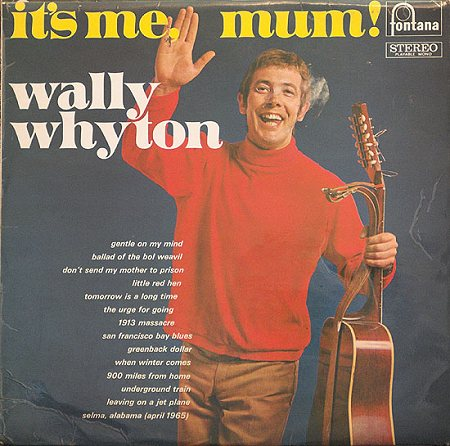 it's me, mum!
fontana
STEREO
PLAYABLE MONO
wally
whyton
gentle on my mind
ballad of the bol weavil
don't send my mother to prison
little red hen
tomorrow is a long time
the urge for going
1913 massacre
san francisco bay blues
greenback dollar
when winter comes
900 miles from home
underground train
leaving on a jet plane
selma, alabama (april 1965)